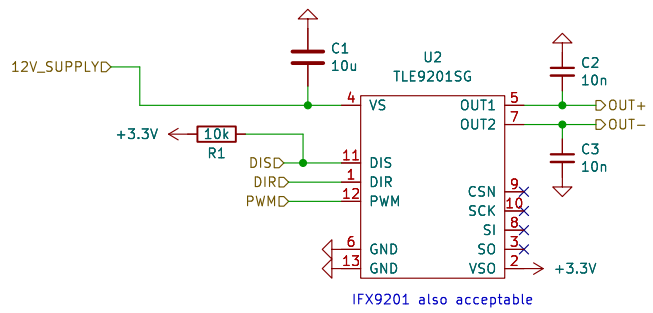 C1
10u
12V_SUPPLY
U2
TLE9201SG
C2
10n
4
VS
OUT1
5
OUT+
OUT2
7
OUT-
+3.3V
10k
R1
C3
10n
DIS
11
DIS
DIR
1
DIR
PWM
12
PWM
CSN
9
SCK
10
SI
8
6
GND
SO
3
13
GND
VSO
2
+3.3V
IFX9201 also acceptable